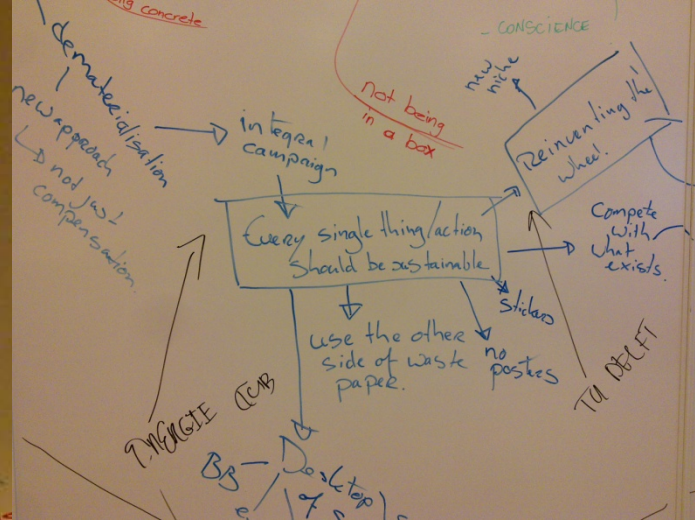 concrete
- CONSCIENCE
dematerialisation
new approach
not just
compensation.
integral
campaign
not being
in a box
new
niche
Reinventing the
wheel.
Every single thing/action
should be sustainable
Compete
with
what
exists.
stickers
use the other
side of waste
paper.
no
posters
TU DELFT
BB - Desktop
of